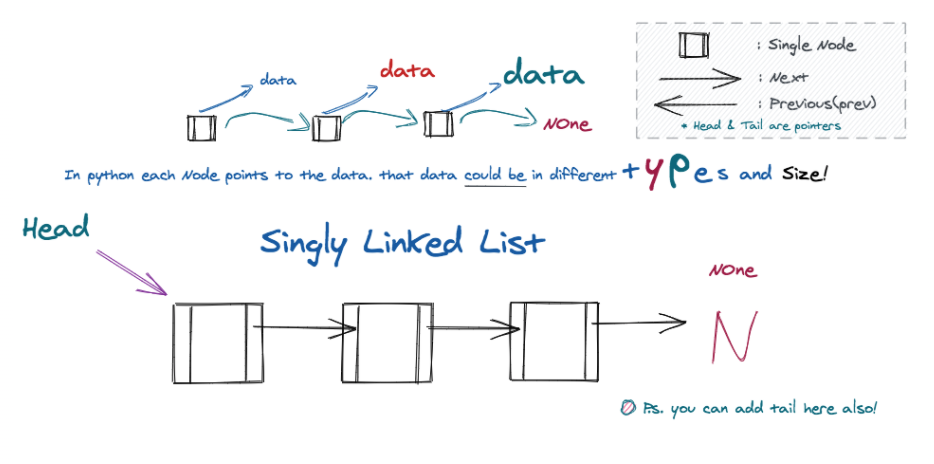 data
data
data
NOne
: Single Node
: Next
: Previous(prev)
* Head & Tail are pointers
In python each Node points to the data. that data could be in different tyPes and Size!
Head
Singly Linked List
NOne
N
P.s. you can add tail here also!